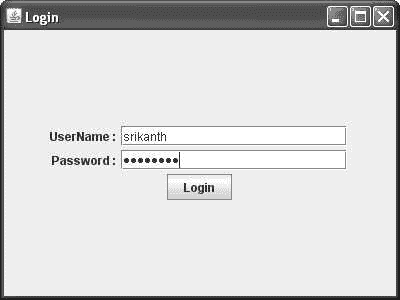 Login
UserName : srikanth
Password : ••••••••
Login